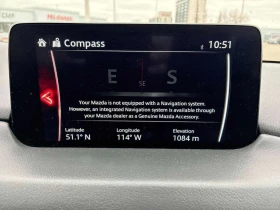 Compass
10:51
E
S
SE
Your Mazda is not equipped with a Navigation system.
However, an integrated Navigation system is available through
your Mazda dealer as a Genuine Mazda Accessory.
Latitude Longitude Elevation
51.1°N 114°W 1084 m